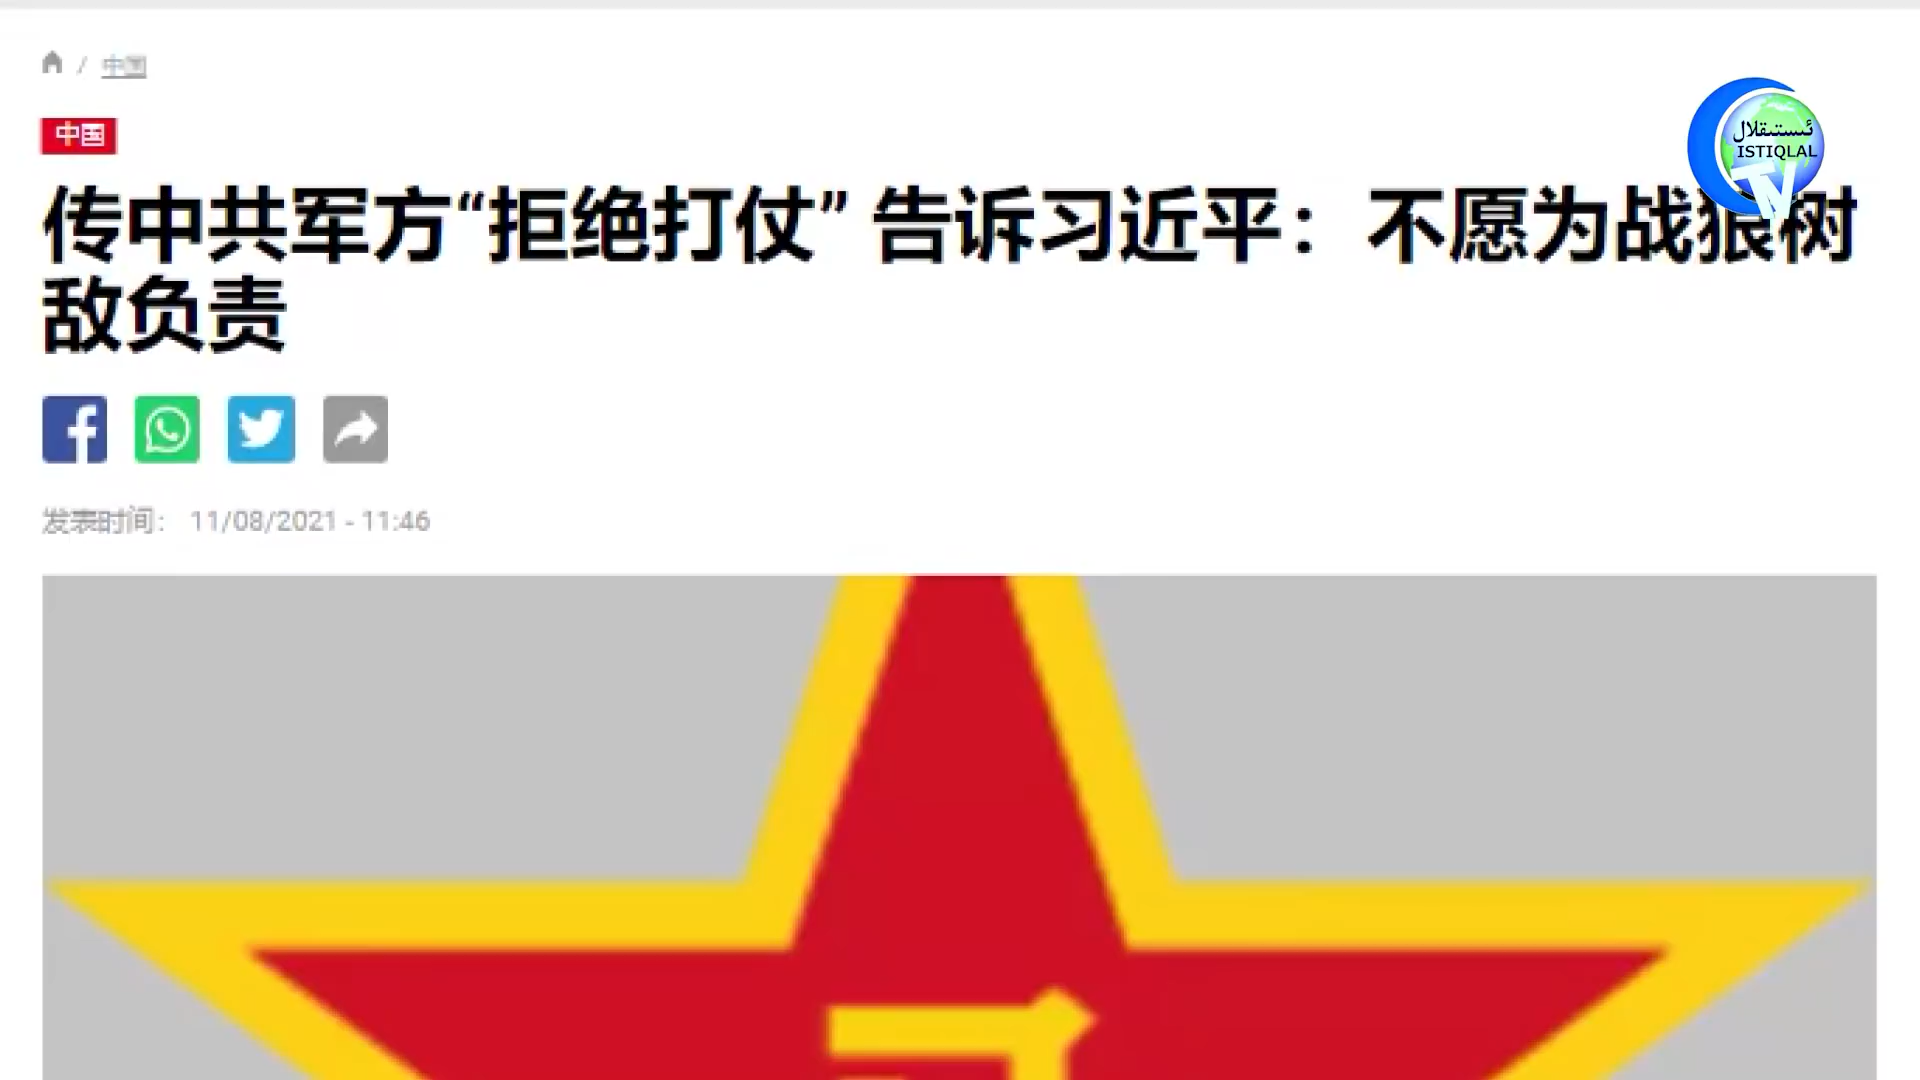 / 中国
中国
ئىستىقلال
ISTIQLAL
TV
传中共军方“拒绝打仗” 告诉习近平：不愿为战狼树
敌负责
发表时间： 11/08/2021 - 11:46